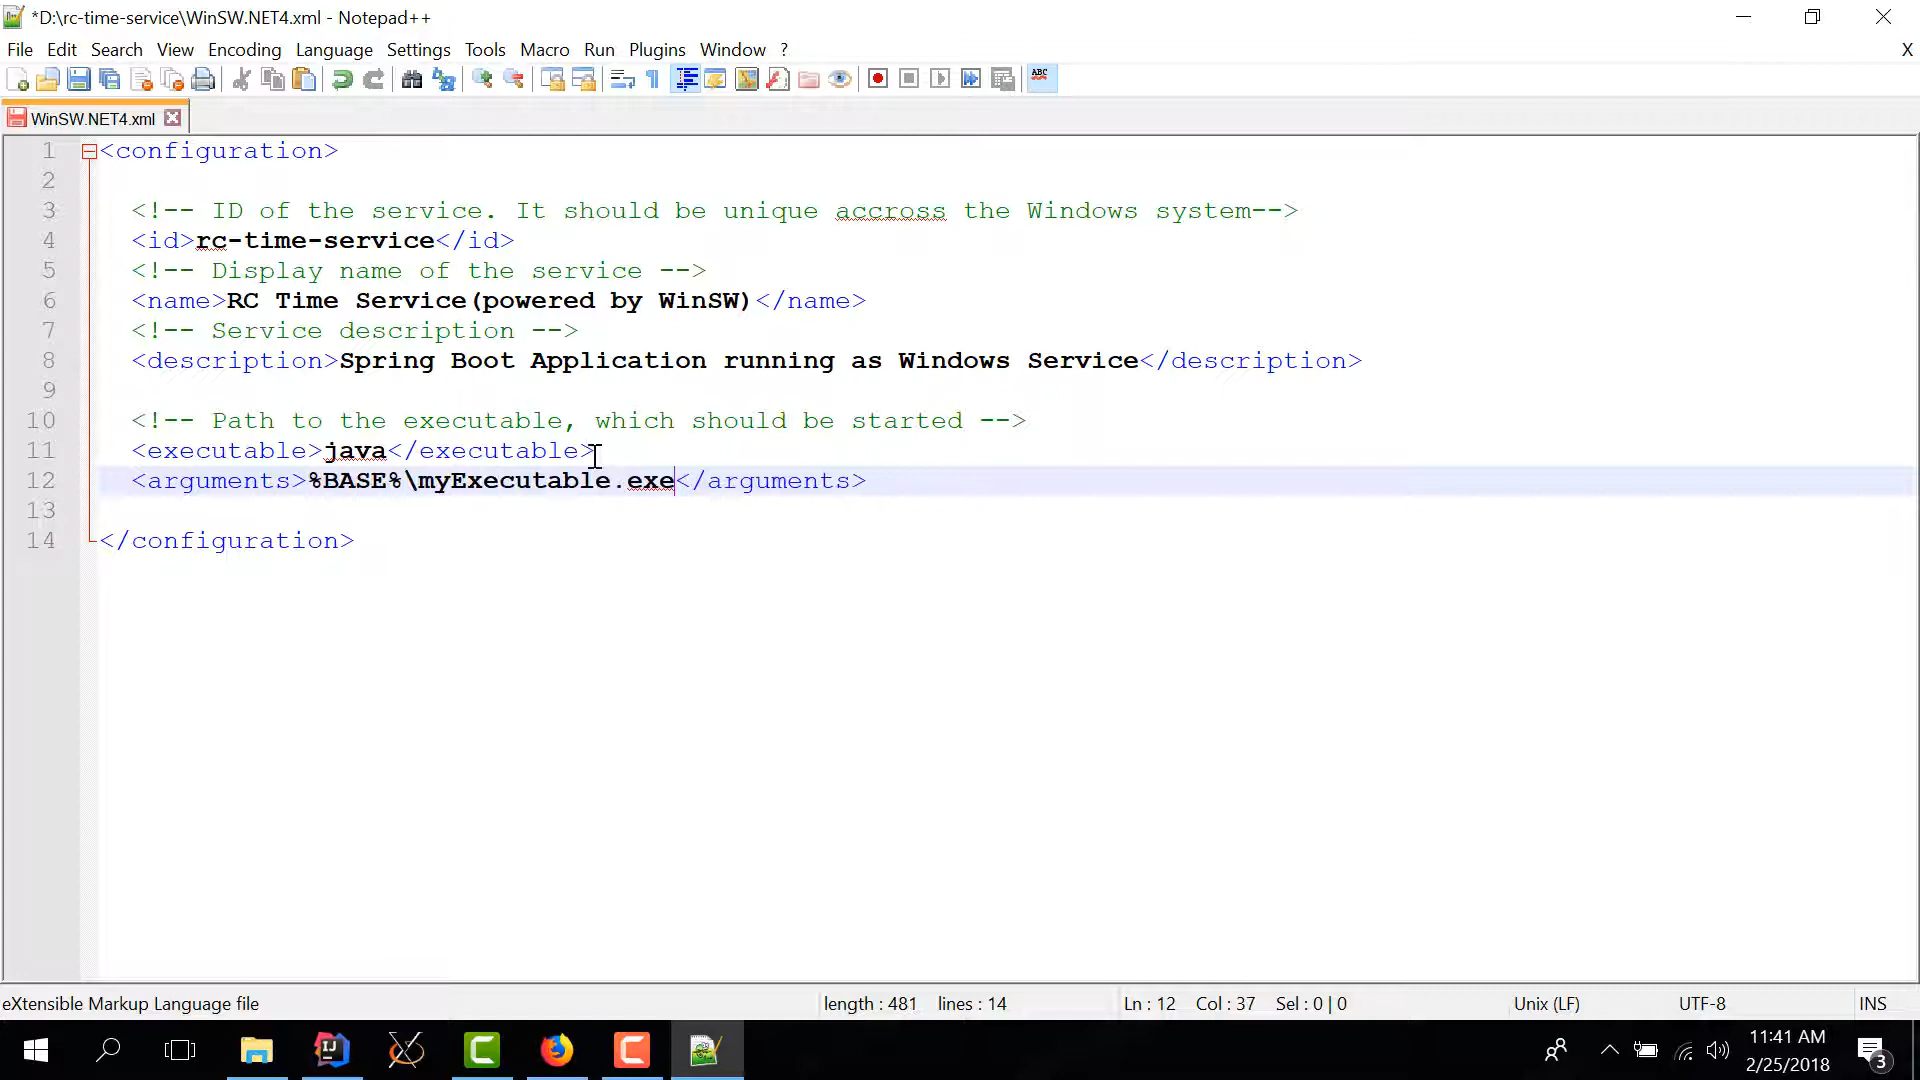 *D:\rc-time-service\WinSW.NET4.xml - Notepad++
File Edit Search View Encoding Language Settings Tools Macro Run Plugins Window ? X
ABC
WinSW.NET4.xml
1 <configuration>
2
3 <!-- ID of the service. It should be unique accross the Windows system-->
4 <id>rc-time-service</id>
5 <!-- Display name of the service -->
6 <name>RC Time Service(powered by WinSW)</name>
7 <!-- Service description -->
8 <description>Spring Boot Application running as Windows Service</description>
9
10 <!-- Path to the executable, which should be started -->
11 <executable>java</executable>
12 <arguments>%BASE%\myExecutable.exe</arguments>
13
14 </configuration>
eXtensible Markup Language file length : 481 lines : 14 Ln : 12 Col : 37 Sel : 0 | 0 Unix (LF) UTF-8 INS
IJ
11:41 AM
2/25/2018
3